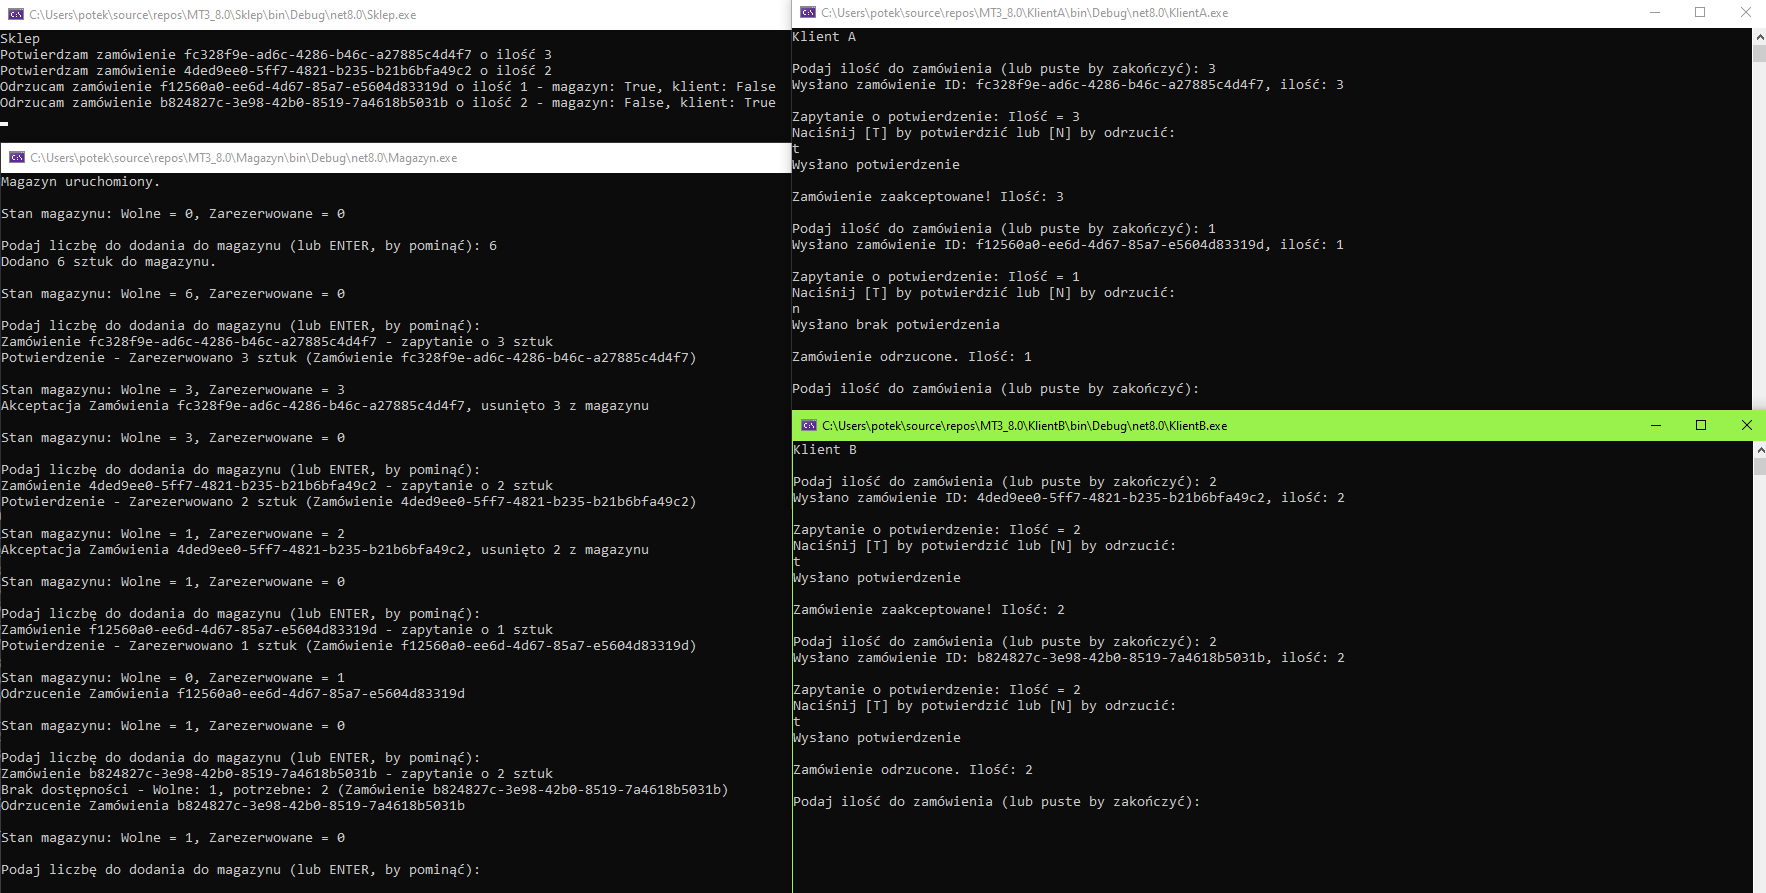 C:\Users\potek\source\repos\MT3_8.0\Sklep\bin\Debug\net8.0\Sklep.exe
Sklep
Potwierdzam zamówienie fc328f9e-ad6c-4286-b46c-a27885c4d4f7 o ilość 3
Potwierdzam zamówienie 4ded9ee0-5ff7-4821-b235-b21b6bfa49c2 o ilość 2
Odrzucam zamówienie f12560a0-ee6d-4d67-85a7-e5604d83319d o ilość 1 - magazyn: True, klient: False
Odrzucam zamówienie b824827c-3e98-42b0-8519-7a4618b5031b o ilość 2 - magazyn: False, klient: True
C:\Users\potek\source\repos\MT3_8.0\Magazyn\bin\Debug\net8.0\Magazyn.exe
Magazyn uruchomiony.
Stan magazynu: Wolne = 0, Zarezerwowane = 0
Podaj liczbę do dodania do magazynu (lub ENTER, by pominąć): 6
Dodano 6 sztuk do magazynu.
Stan magazynu: Wolne = 6, Zarezerwowane = 0
Podaj liczbę do dodania do magazynu (lub ENTER, by pominąć):
Zamówienie fc328f9e-ad6c-4286-b46c-a27885c4d4f7 - zapytanie o 3 sztuk
Potwierdzenie - Zarezerwowano 3 sztuk (Zamówienie fc328f9e-ad6c-4286-b46c-a27885c4d4f7)
Stan magazynu: Wolne = 3, Zarezerwowane = 3
Akceptacja Zamówienia fc328f9e-ad6c-4286-b46c-a27885c4d4f7, usunięto 3 z magazynu
Stan magazynu: Wolne = 3, Zarezerwowane = 0
Podaj liczbę do dodania do magazynu (lub ENTER, by pominąć):
Zamówienie 4ded9ee0-5ff7-4821-b235-b21b6bfa49c2 - zapytanie o 2 sztuk
Potwierdzenie - Zarezerwowano 2 sztuk (Zamówienie 4ded9ee0-5ff7-4821-b235-b21b6bfa49c2)
Stan magazynu: Wolne = 1, Zarezerwowane = 2
Akceptacja Zamówienia 4ded9ee0-5ff7-4821-b235-b21b6bfa49c2, usunięto 2 z magazynu
Stan magazynu: Wolne = 1, Zarezerwowane = 0
Podaj liczbę do dodania do magazynu (lub ENTER, by pominąć):
Zamówienie f12560a0-ee6d-4d67-85a7-e5604d83319d - zapytanie o 1 sztuk
Potwierdzenie - Zarezerwowano 1 sztuk (Zamówienie f12560a0-ee6d-4d67-85a7-e5604d83319d)
Stan magazynu: Wolne = 0, Zarezerwowane = 1
Odrzucenie Zamówienia f12560a0-ee6d-4d67-85a7-e5604d83319d
Stan magazynu: Wolne = 1, Zarezerwowane = 0
Podaj liczbę do dodania do magazynu (lub ENTER, by pominąć):
Zamówienie b824827c-3e98-42b0-8519-7a4618b5031b - zapytanie o 2 sztuk
Brak dostępności - Wolne: 1, potrzebne: 2 (Zamówienie b824827c-3e98-42b0-8519-7a4618b5031b)
Odrzucenie Zamówienia b824827c-3e98-42b0-8519-7a4618b5031b
Stan magazynu: Wolne = 1, Zarezerwowane = 0
Podaj liczbę do dodania do magazynu (lub ENTER, by pominąć):
C:\Users\potek\source\repos\MT3_8.0\KlientA\bin\Debug\net8.0\KlientA.exe
Klient A
Podaj ilość do zamówienia (lub puste by zakończyć): 3
Wysłano zamówienie ID: fc328f9e-ad6c-4286-b46c-a27885c4d4f7, ilość: 3
Zapytanie o potwierdzenie: Ilość = 3
Naciśnij [T] by potwierdzić lub [N] by odrzucić:
t
Wysłano potwierdzenie
Zamówienie zaakceptowane! Ilość: 3
Podaj ilość do zamówienia (lub puste by zakończyć): 1
Wysłano zamówienie ID: f12560a0-ee6d-4d67-85a7-e5604d83319d, ilość: 1
Zapytanie o potwierdzenie: Ilość = 1
Naciśnij [T] by potwierdzić lub [N] by odrzucić:
n
Wysłano brak potwierdzenia
Zamówienie odrzucone. Ilość: 1
Podaj ilość do zamówienia (lub puste by zakończyć):
C:\Users\potek\source\repos\MT3_8.0\KlientB\bin\Debug\net8.0\KlientB.exe
Klient B
Podaj ilość do zamówienia (lub puste by zakończyć): 2
Wysłano zamówienie ID: 4ded9ee0-5ff7-4821-b235-b21b6bfa49c2, ilość: 2
Zapytanie o potwierdzenie: Ilość = 2
Naciśnij [T] by potwierdzić lub [N] by odrzucić:
t
Wysłano potwierdzenie
Zamówienie zaakceptowane! Ilość: 2
Podaj ilość do zamówienia (lub puste by zakończyć): 2
Wysłano zamówienie ID: b824827c-3e98-42b0-8519-7a4618b5031b, ilość: 2
Zapytanie o potwierdzenie: Ilość = 2
Naciśnij [T] by potwierdzić lub [N] by odrzucić:
t
Wysłano potwierdzenie
Zamówienie odrzucone. Ilość: 2
Podaj ilość do zamówienia (lub puste by zakończyć):